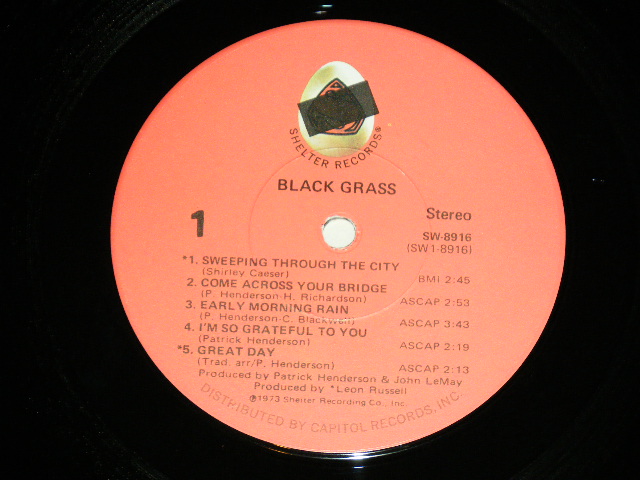 SHELTER RECORDS®
BLACK GRASS
1
Stereo
SW-8916
(SW1-8916)
*1. SWEEPING THROUGH THE CITY
(Shirley Caeser)
BMI 2:45
2. COME ACROSS YOUR BRIDGE
(P. Henderson-H. Richardson)
ASCAP 2:53
3. EARLY MORNING RAIN
(P. Henderson-C. Blackwell)
ASCAP 3:43
4. I'M SO GRATEFUL TO YOU
(Patrick Henderson)
ASCAP 2:19
*5. GREAT DAY
(Trad. arr/P. Henderson)
ASCAP 2:13
Produced by Patrick Henderson & John LeMay
Produced by *Leon Russell
℗1973 Shelter Recording Co., Inc.
DISTRIBUTED BY CAPITOL RECORDS, INC.